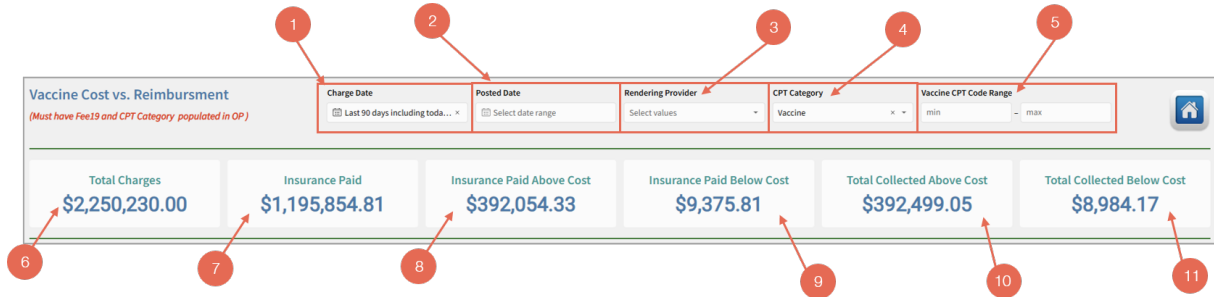 1
2
3
4
5
Vaccine Cost vs. Reimbursment
(Must have Fee19 and CPT Category populated in OP )
Charge Date
Last 90 days including toda... ×
Posted Date
Select date range
Rendering Provider
Select values
CPT Category
Vaccine ×
Vaccine CPT Code Range
min – max
Total Charges
$2,250,230.00
Insurance Paid
$1,195,854.81
Insurance Paid Above Cost
$392,054.33
Insurance Paid Below Cost
$9,375.81
Total Collected Above Cost
$392,499.05
Total Collected Below Cost
$8,984.17
6
7
8
9
10
11